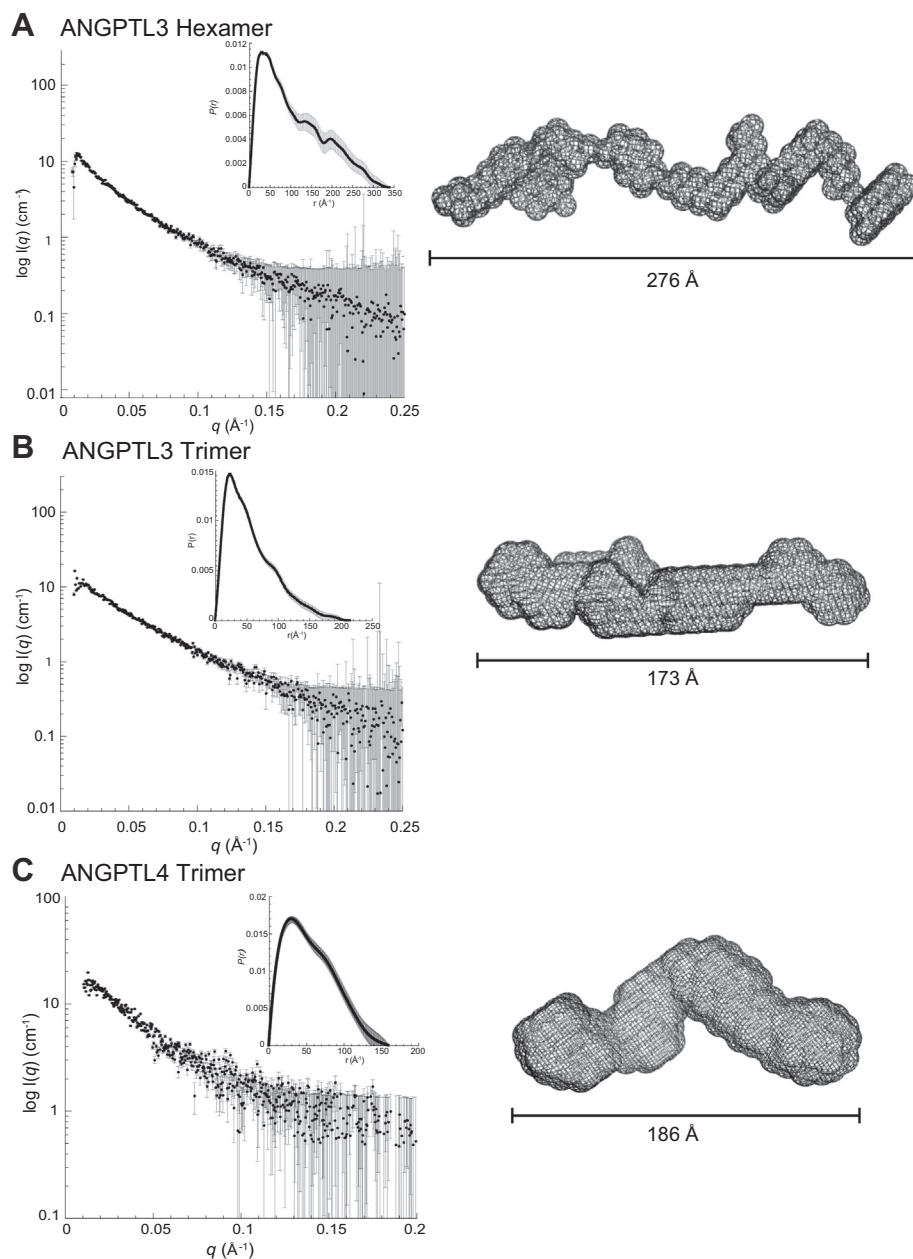 A ANGPTL3 Hexamer
0.012
0.01
0.008
0.006
0.004
0.002
0
P(r)
0 50 100 150 200 250 300 350 400
r (Å⁻¹)
100
10
1
0.1
0.01
log I(q) (cm⁻¹)
0 0.05 0.1 0.15 0.2 0.25
q (Å⁻¹)
276 Å
B ANGPTL3 Trimer
0.015
0.01
0.005
0
P(r)
0 50 100 150 200 250
r(Å⁻¹)
100
10
1
0.1
0.01
log I(q) (cm⁻¹)
0 0.05 0.1 0.15 0.2 0.25
q (Å⁻¹)
173 Å
C ANGPTL4 Trimer
0.02
0.015
0.01
0.005
0
P(r)
0 50 100 150 200
r (Å⁻¹)
100
10
1
0.1
log I(q) (cm⁻¹)
0 0.05 0.1 0.15 0.2
q (Å⁻¹)
186 Å